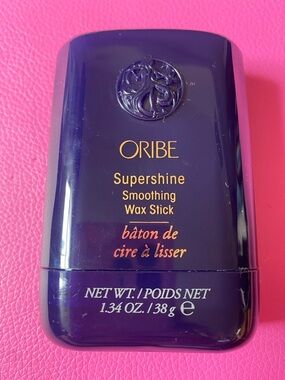 ORIBE
Supershine
Smoothing
Wax Stick
bâton de
cire à lisser
NET WT. / POIDS NET
1.34 OZ. / 38 g ℮